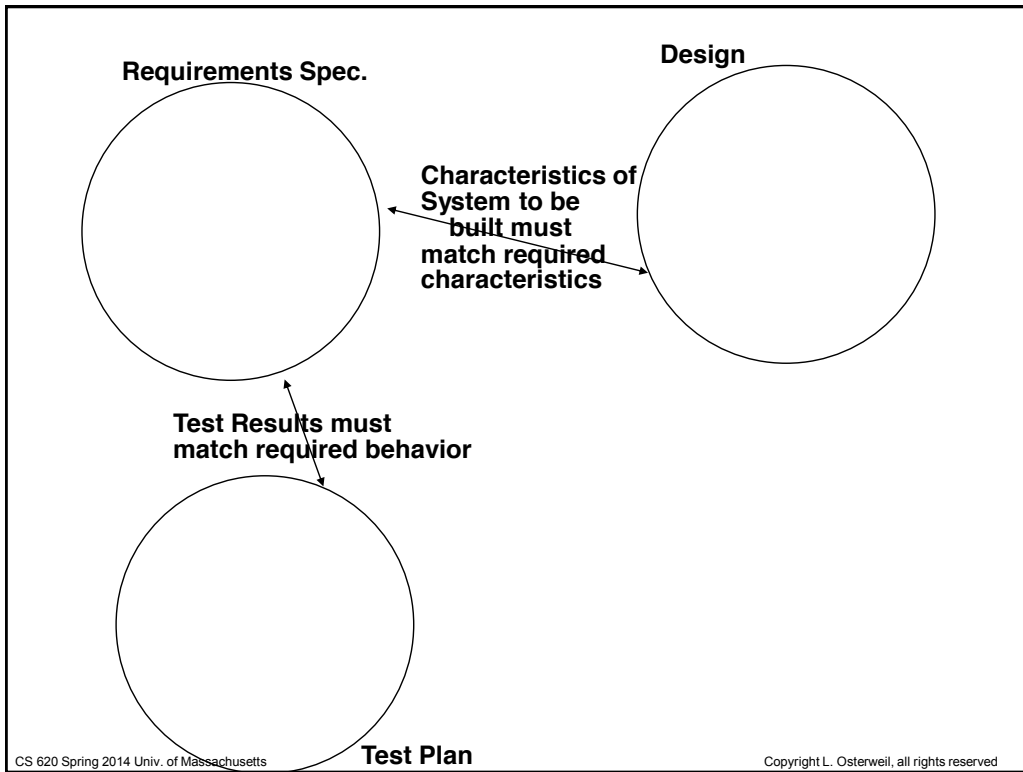 Requirements Spec.
Design
Characteristics of
System to be
built must
match required
characteristics
Test Results must
match required behavior
Test Plan
CS 620 Spring 2014 Univ. of Massachusetts
Copyright L. Osterweil, all rights reserved